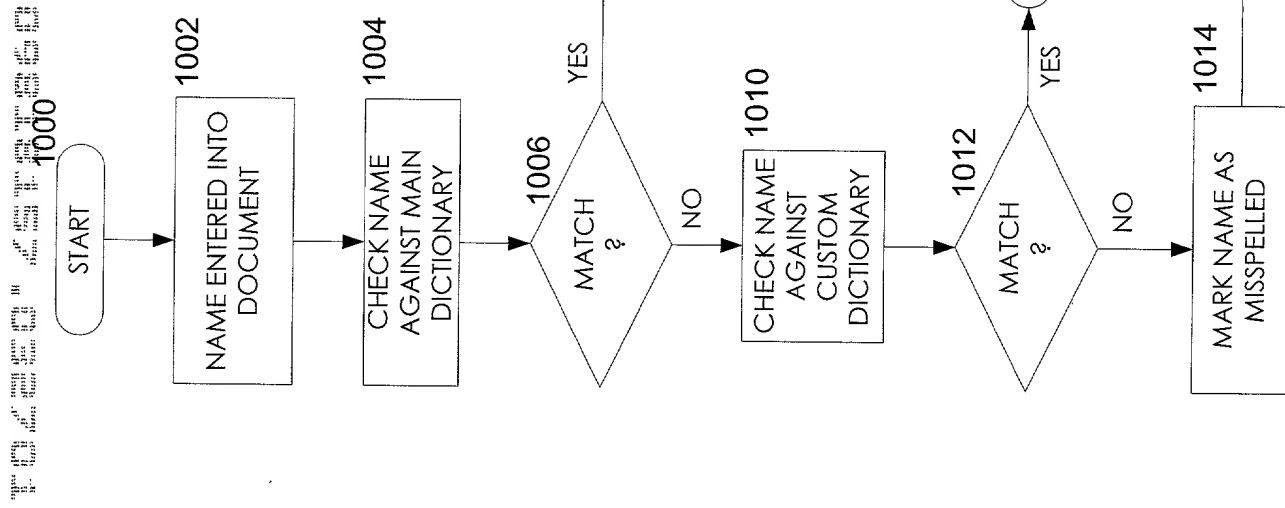 1000
START
1002
NAME ENTERED INTO
DOCUMENT
1004
CHECK NAME
AGAINST MAIN
DICTIONARY
1006
MATCH
?
YES
NO
1010
CHECK NAME
AGAINST
CUSTOM
DICTIONARY
1012
MATCH
?
YES
NO
1014
MARK NAME AS
MISSPELLED